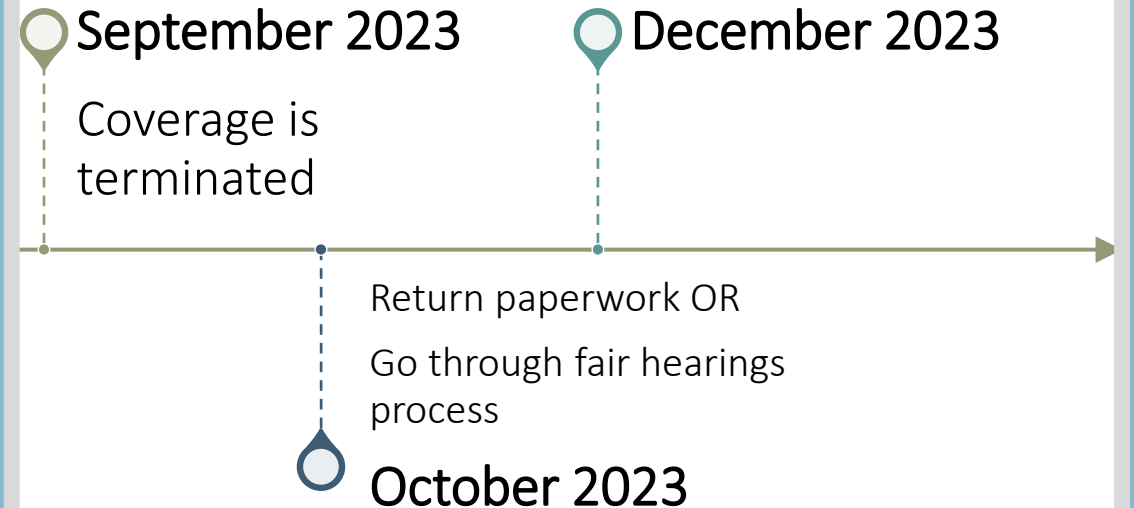 September 2023
Coverage is
terminated
December 2023
Return paperwork OR
Go through fair hearings
process
October 2023